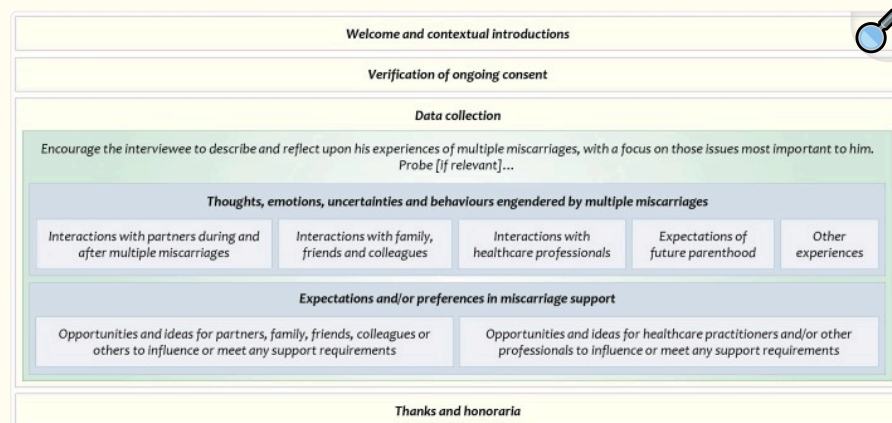 Welcome and contextual introductions
Verification of ongoing consent
Data collection
Encourage the interviewee to describe and reflect upon his experiences of multiple miscarriages, with a focus on those issues most important to him.
Probe [if relevant]...
Thoughts, emotions, uncertainties and behaviours engendered by multiple miscarriages
Interactions with partners during and
after multiple miscarriages
Interactions with family,
friends and colleagues
Interactions with
healthcare professionals
Expectations of
future parenthood
Other
experiences
Expectations and/or preferences in miscarriage support
Opportunities and ideas for partners, family, friends, colleagues or
others to influence or meet any support requirements
Opportunities and ideas for healthcare practitioners and/or other
professionals to influence or meet any support requirements
Thanks and honoraria